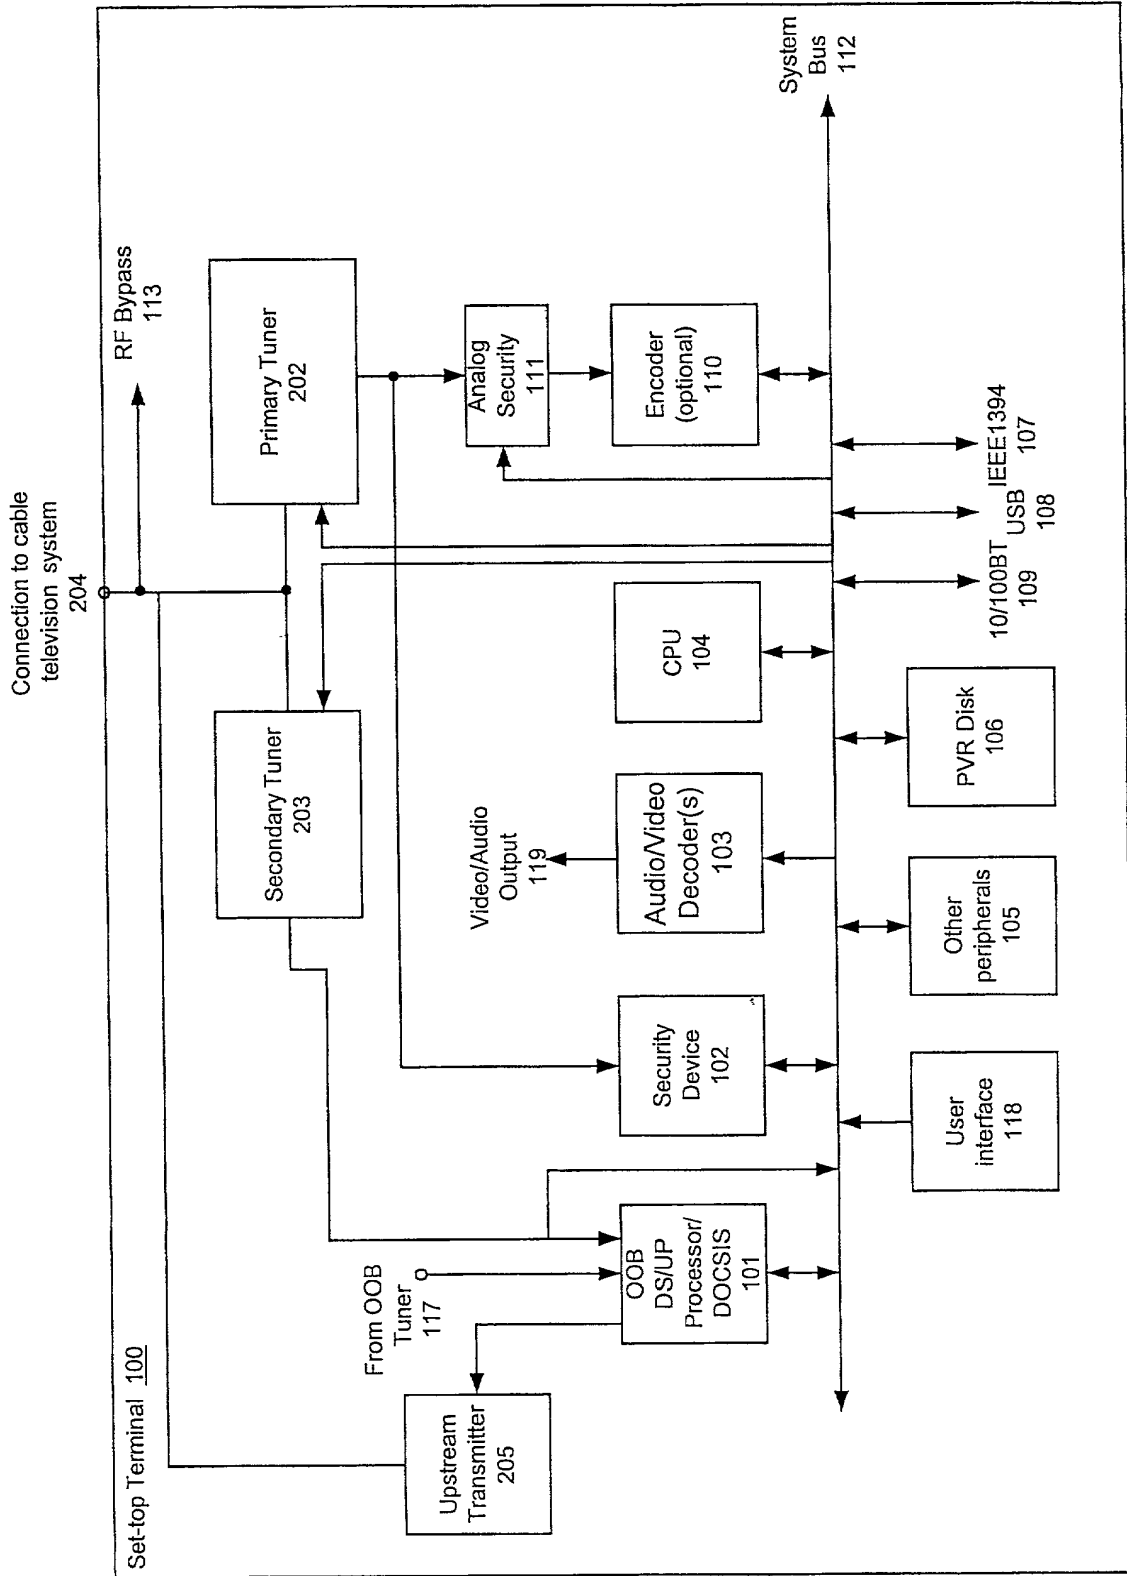 Set-top Terminal 100
Connection to cable
television system
204
RF Bypass
113
Secondary Tuner
203
Primary Tuner
202
Upstream
Transmitter
205
From OOB
Tuner
117
Video/Audio
Output
119
Analog
Security
111
OOB
DS/UP
Processor/
DOCSIS
101
Security
Device
102
Audio/Video
Decoder(s)
103
CPU
104
Encoder
(optional)
110
System
Bus
112
User
interface
118
Other
peripherals
105
PVR Disk
106
10/100BT
109
USB
108
IEEE1394
107